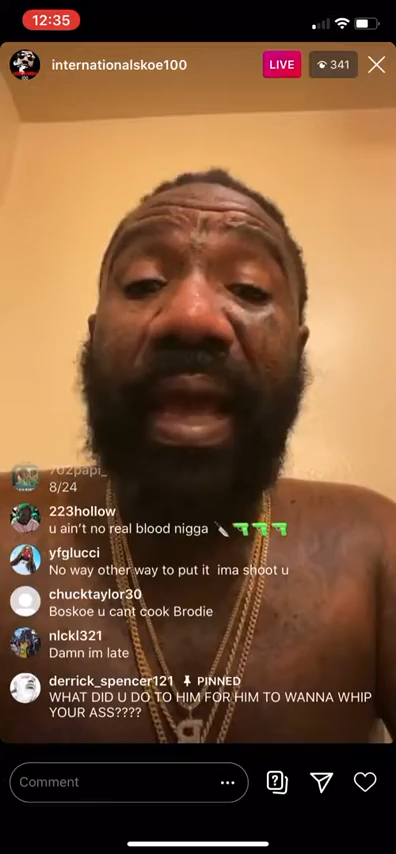 12:35
internationalskoe100
LIVE
341
702papi_
8/24
223hollow
u ain't no real blood nigga 🔪🔫🔫🔫
yfglucci
No way other way to put it ima shoot u
chucktaylor30
Boskoe u cant cook Brodie
nlckl321
Damn im late
derrick_spencer121 PINNED
WHAT DID U DO TO HIM FOR HIM TO WANNA WHIP
YOUR ASS????
Comment